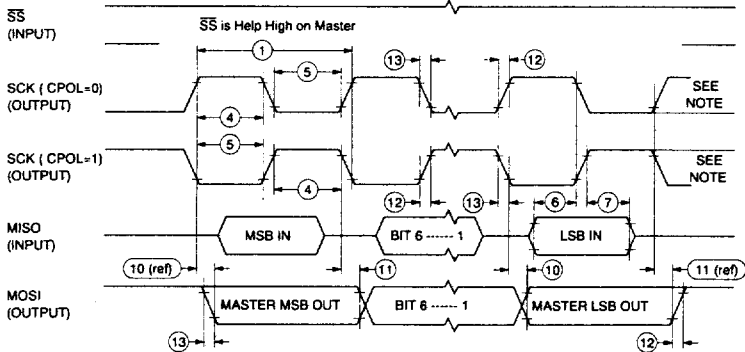 SS
(INPUT)
SS is Help High on Master
1
13
12
5
SCK ( CPOL=0)
(OUTPUT)
SEE
NOTE
4
5
SCK ( CPOL=1)
(OUTPUT)
SEE
NOTE
4
12
13
6
7
MISO
(INPUT)
MSB IN
BIT 6 ------ 1
LSB IN
10 (ref)
11
10
11 (ref)
MOSI
(OUTPUT)
MASTER MSB OUT
BIT 6 ------ 1
MASTER LSB OUT
13
12